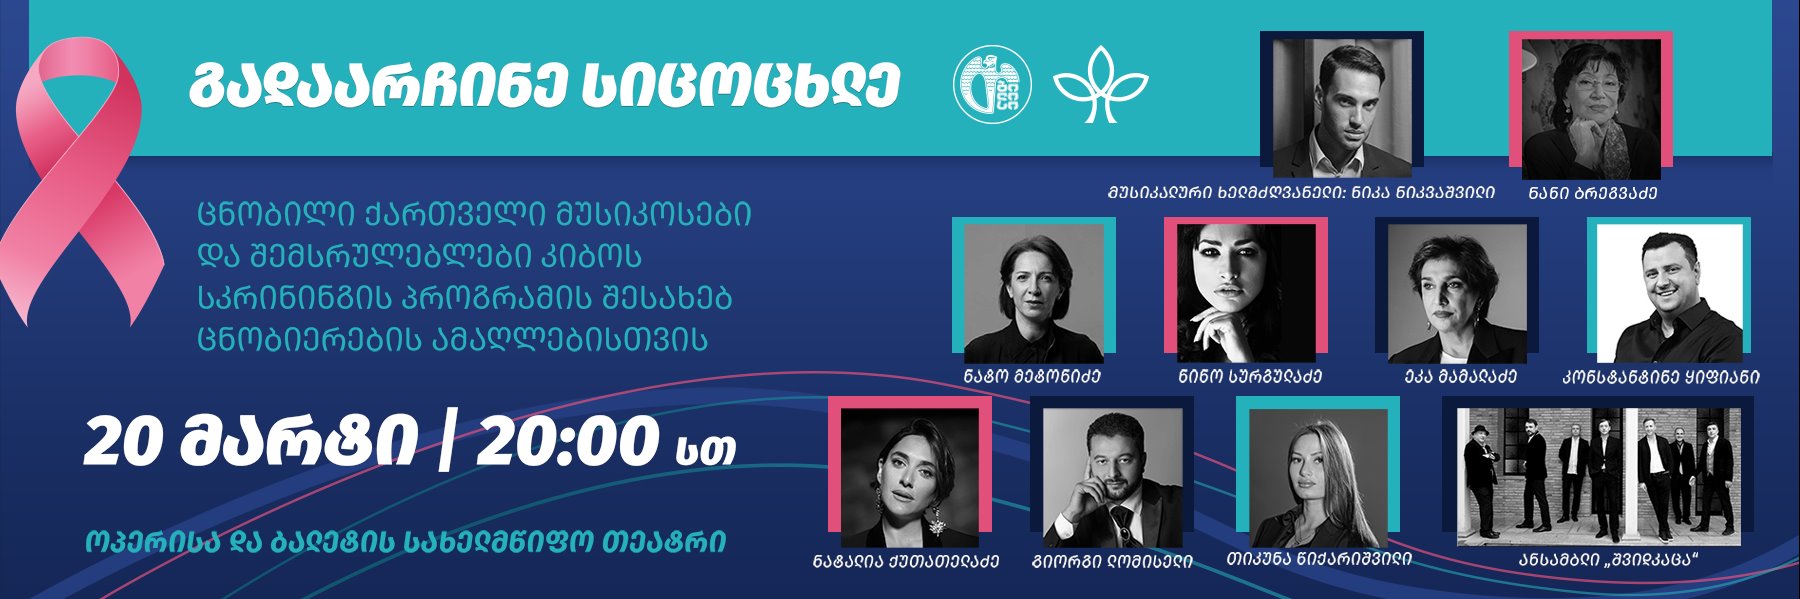 გადაარჩინე სიცოცხლე
ცნობილი ქართველი მუსიკოსები
და შემსრულებლები კიბოს
სკრინინგის პროგრამის შესახებ
ცნობიერების ამაღლებისთვის
20 მარტი | 20:00 სთ
ოპერისა და ბალეტის სახელმწიფო თეატრი
მუსიკალური ხელმძღვანელი: ნიკა ნიკვაშვილი
ნანი ბრეგვაძე
ნატო მეტონიძე
ნინო სურგულაძე
ეკა მამალაძე
კონსტანტინე ყიფიანი
ნატალია ქუთათელაძე
გიორგი ლომისელი
თიკუნა წიქარიშვილი
ანსამბლი „შვიდკაცა“